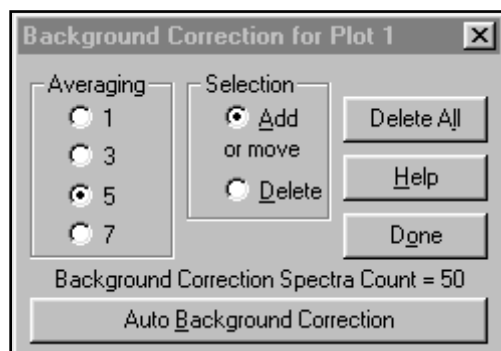 Background Correction for Plot 1
Averaging
1
3
5
7
Selection
Add
or move
Delete
Delete All
Help
Done
Background Correction Spectra Count = 50
Auto Background Correction